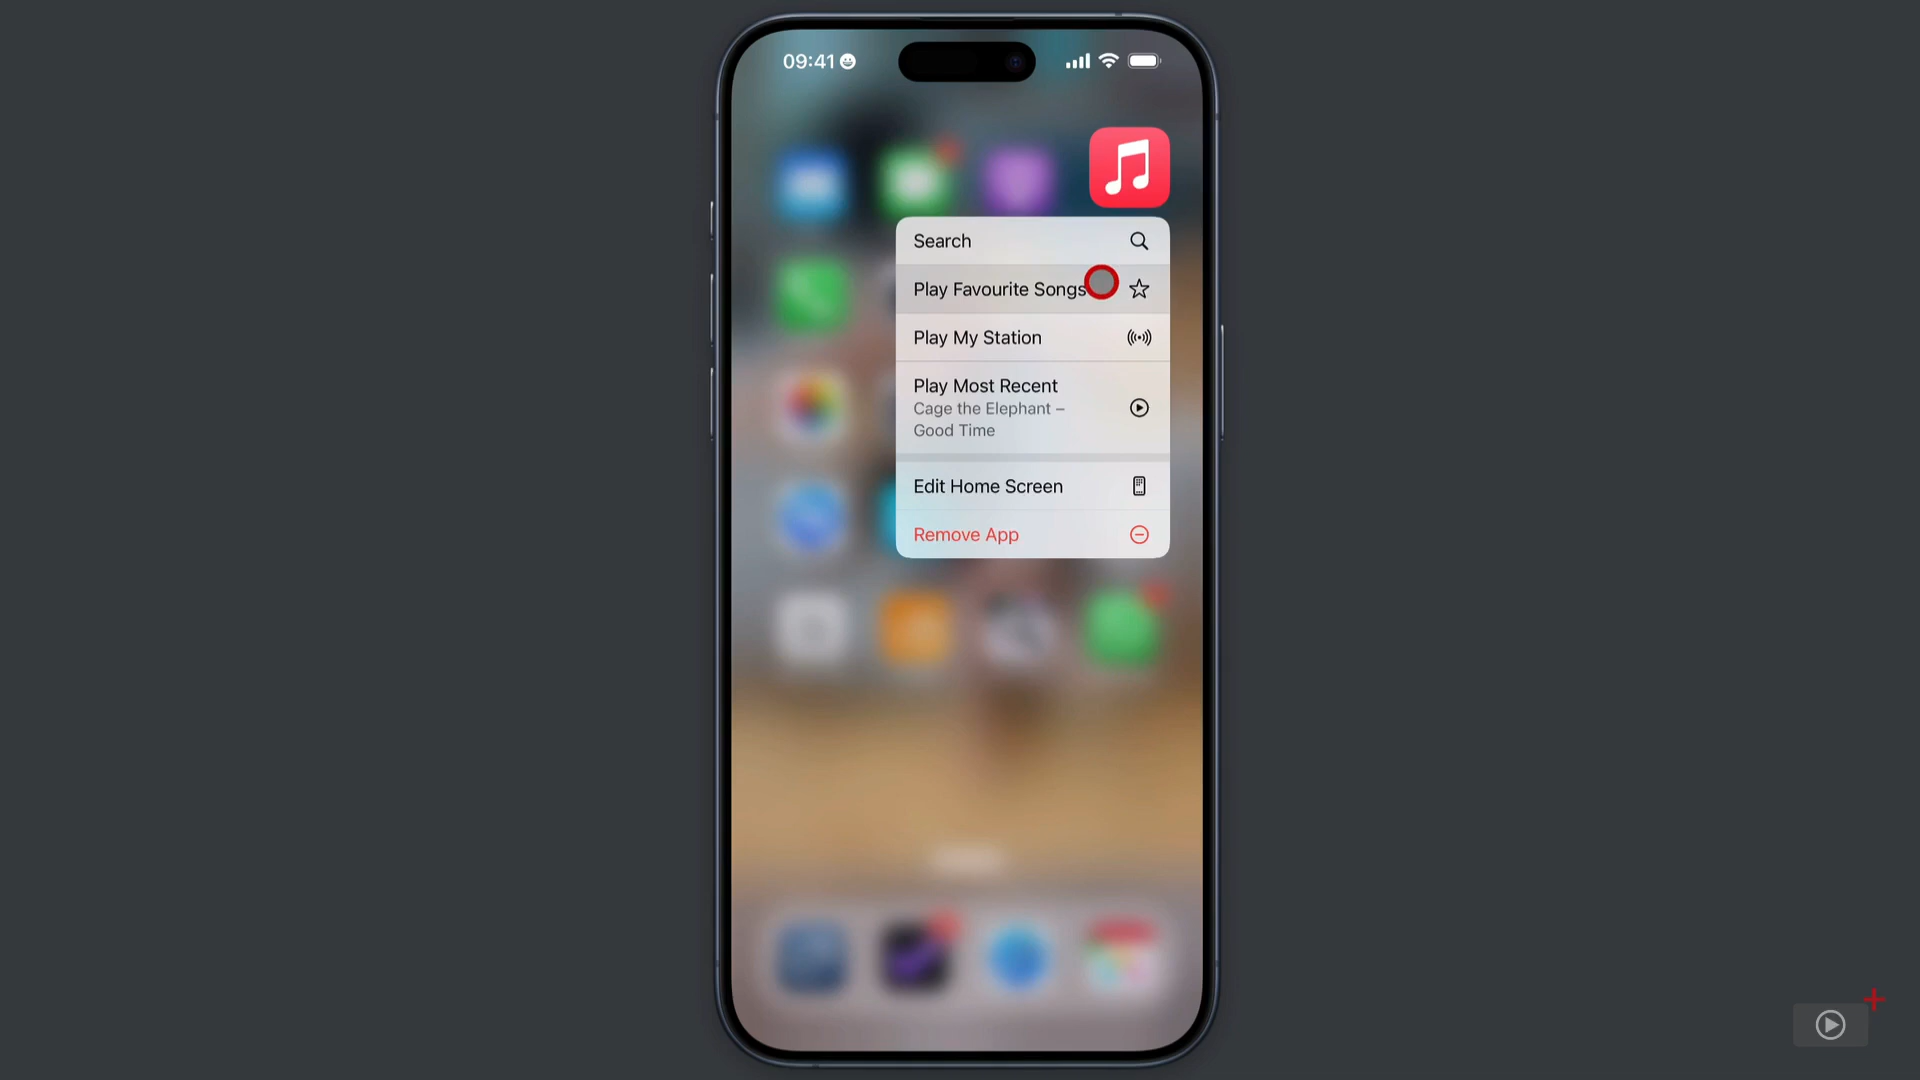 09:41
Search
Play Favourite Songs
Play My Station
Play Most Recent
Cage the Elephant –
Good Time
Edit Home Screen
Remove App